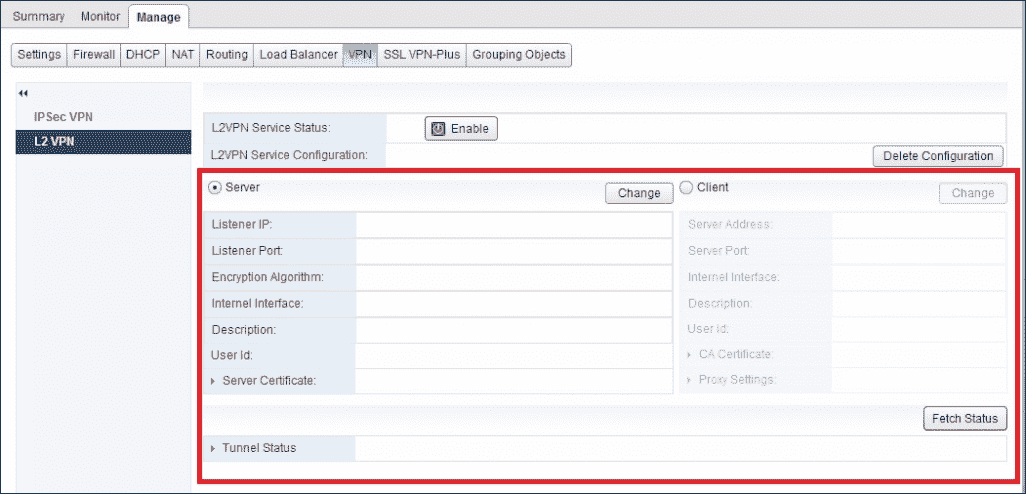 Summary Monitor Manage
Settings Firewall DHCP NAT Routing Load Balancer VPN SSL VPN-Plus Grouping Objects
IPSec VPN
L2 VPN
L2VPN Service Status: Enable
L2VPN Service Configuration: Delete Configuration
Server Change Client Change
Listener IP: Server Address:
Listener Port: Server Port:
Encryption Algorithm: Internel Interface:
Internel Interface: Description:
Description: User Id:
User Id: CA Certificate:
Server Certificate: Proxy Settings:
Fetch Status
Tunnel Status